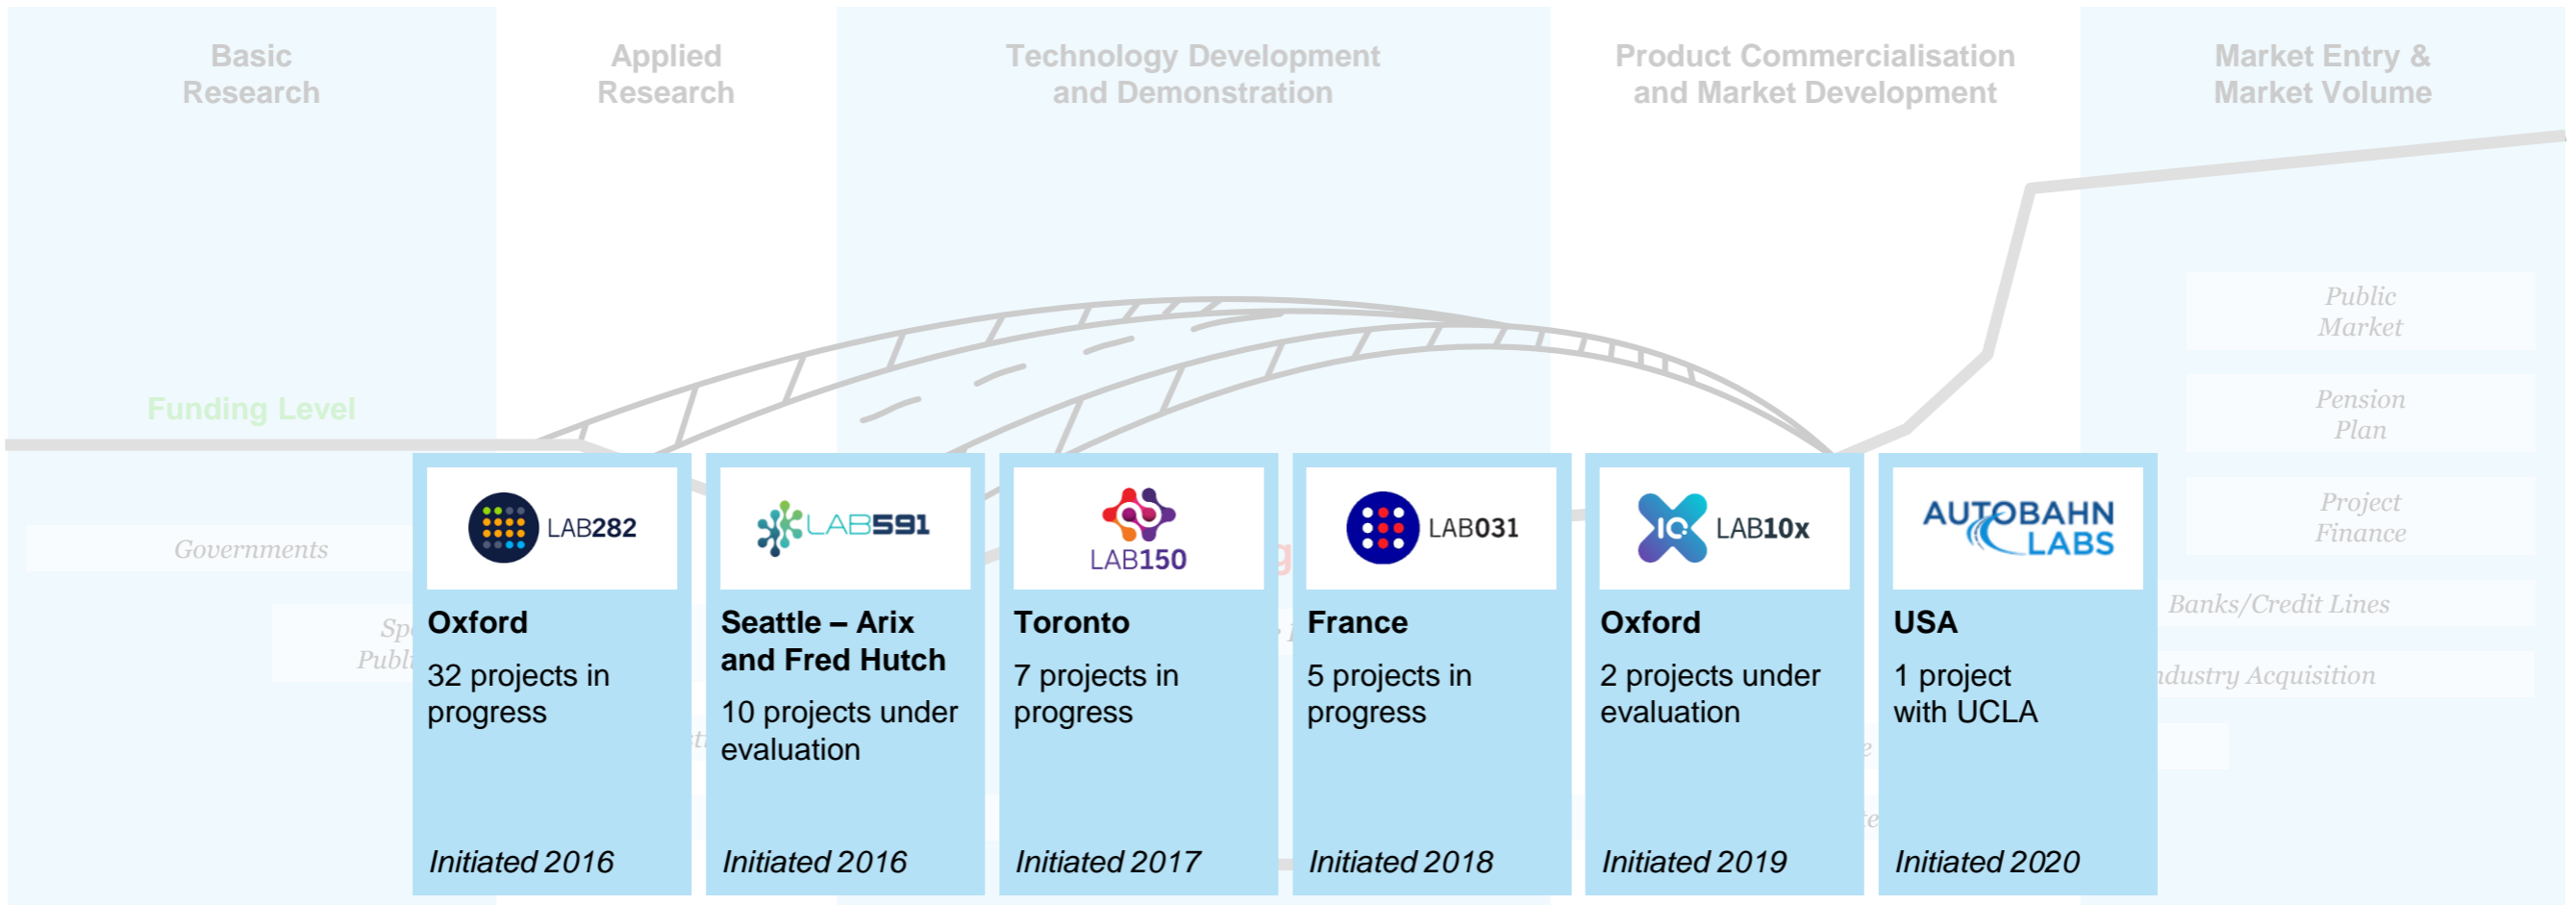 Basic
Research
Applied
Research
Technology Development
and Demonstration
Product Commercialisation
and Market Development
Market Entry &
Market Volume
Public
Market
Pension
Plan
Funding Level
Project
Finance
Governments
Banks/Credit Lines
Industry Acquisition
LAB282
Oxford
32 projects in
progress
Initiated 2016
LAB591
Seattle – Arix
and Fred Hutch
10 projects under
evaluation
Initiated 2016
LAB150
Toronto
7 projects in
progress
Initiated 2017
LAB031
France
5 projects in
progress
Initiated 2018
IQ
LAB10x
Oxford
2 projects under
evaluation
Initiated 2019
AUTOBAHN
LABS
USA
1 project
with UCLA
Initiated 2020